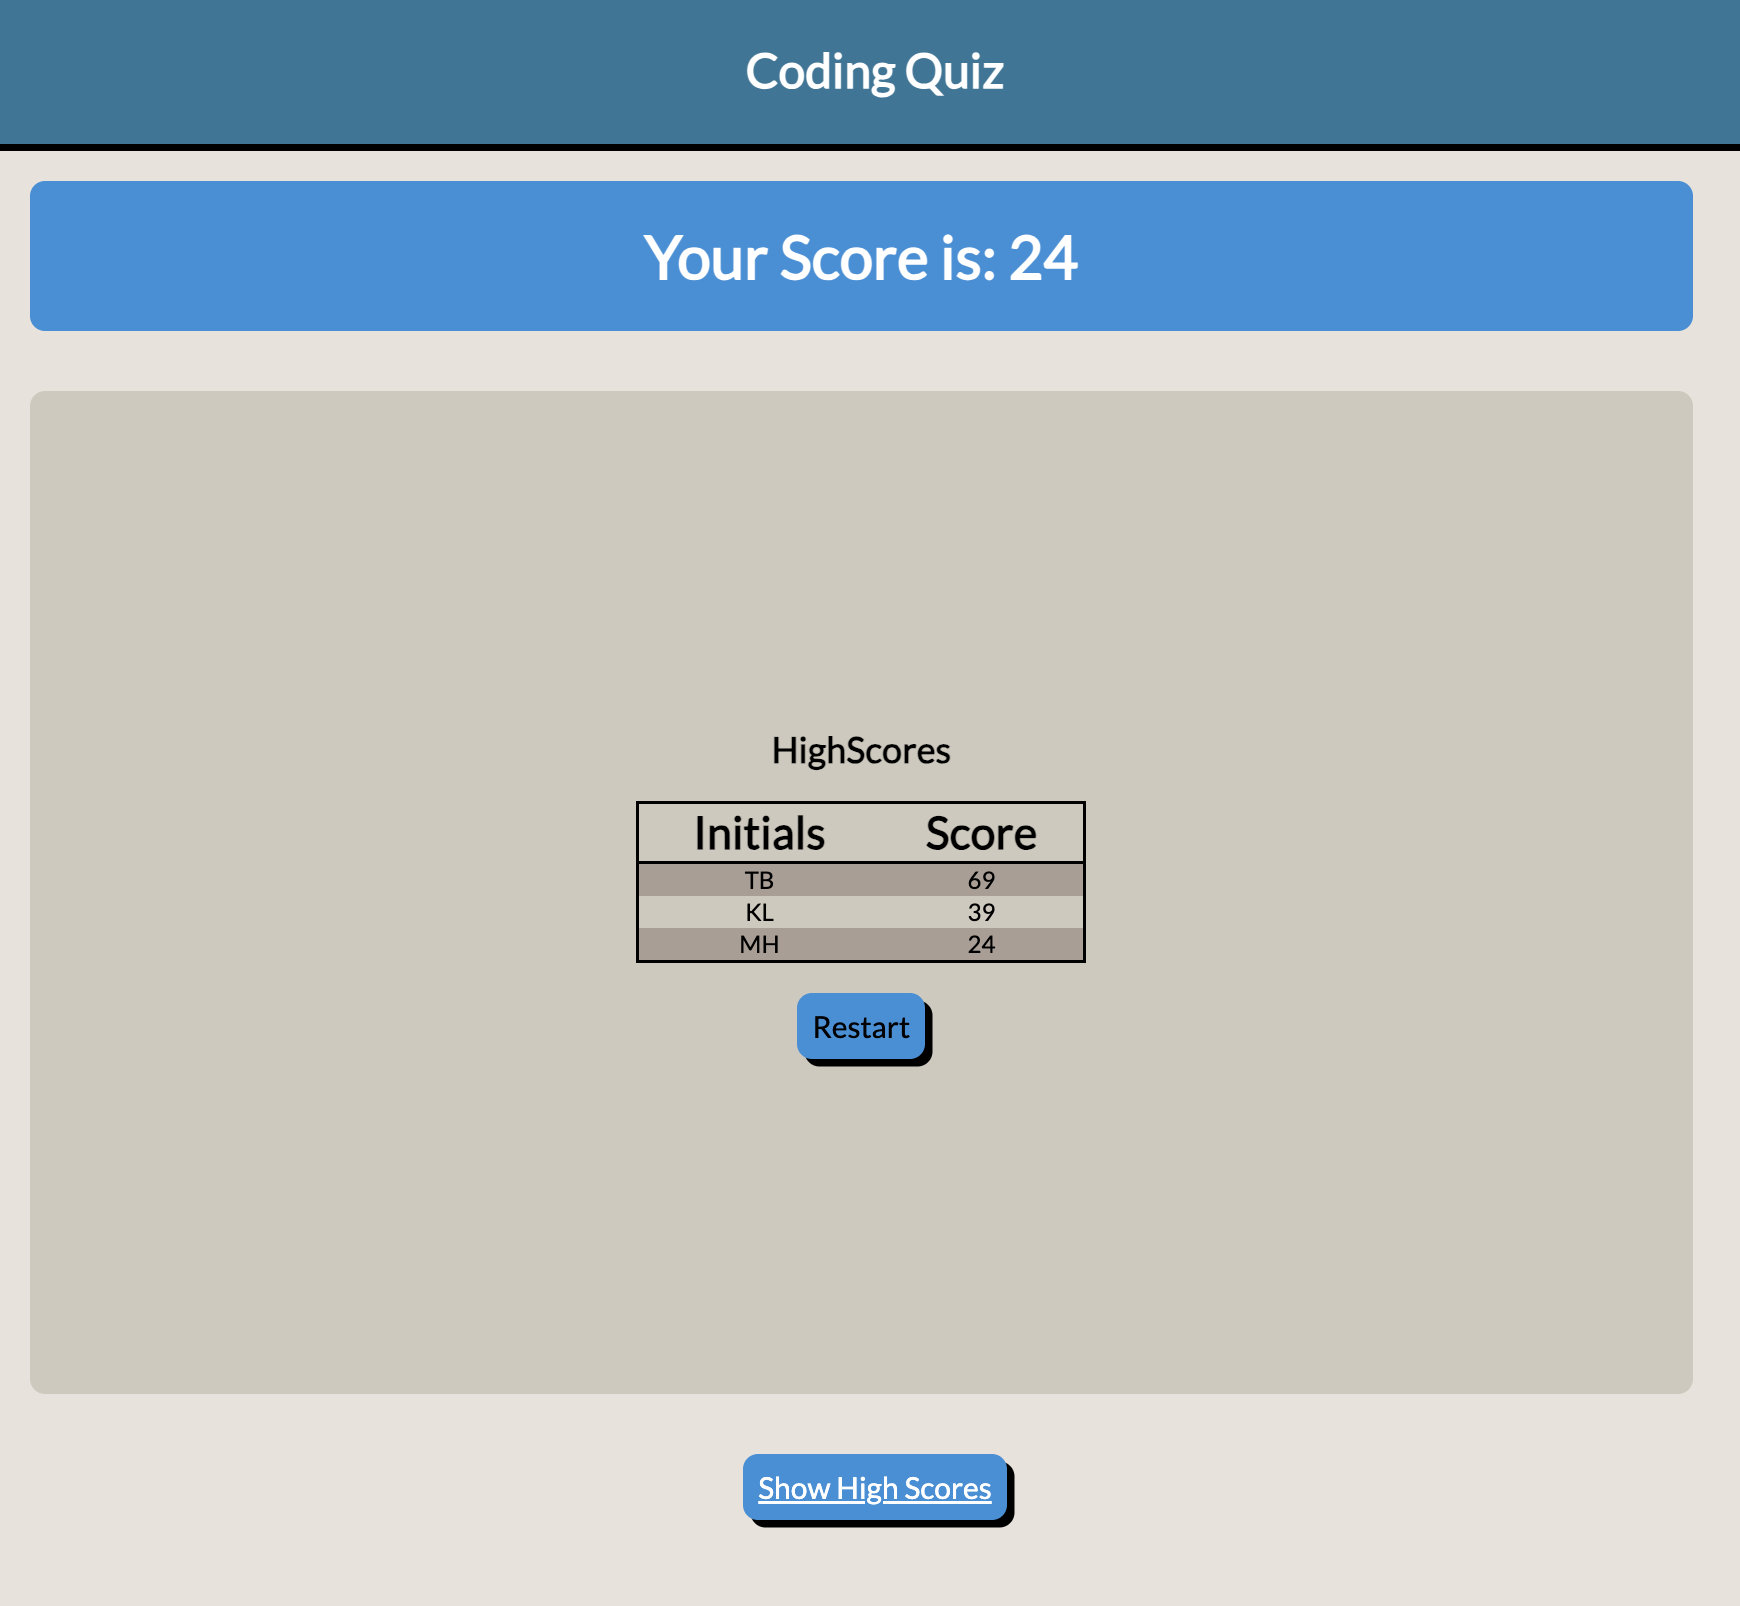 Coding Quiz
Your Score is: 24
HighScores
Initials Score
TB 69
KL 39
MH 24
Restart
Show High Scores